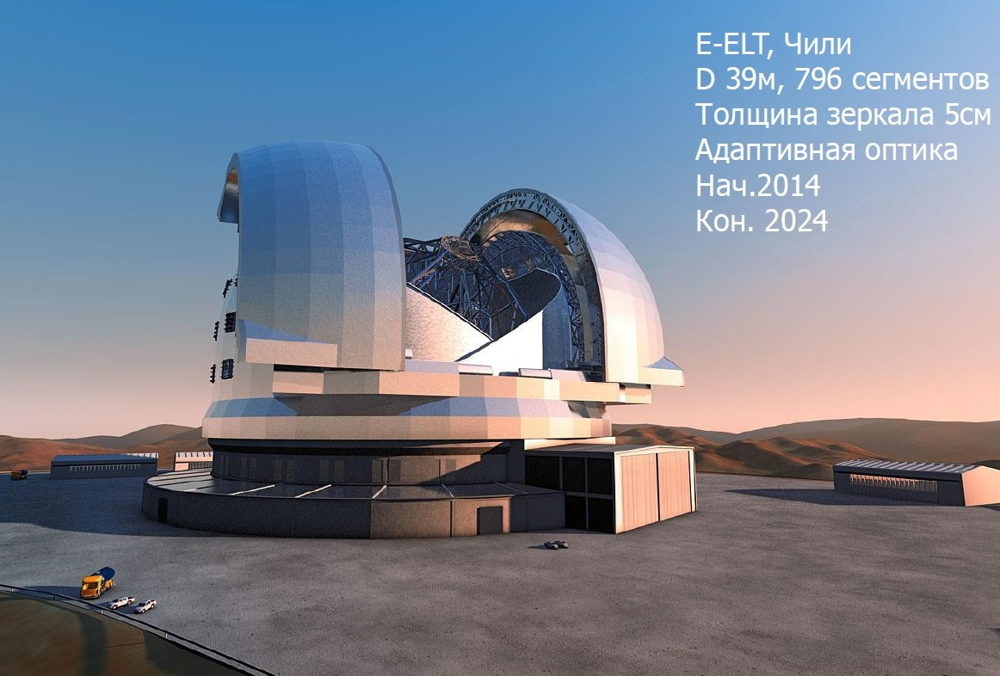 E-ELT, Чили
D 39м, 796 сегментов
Толщина зеркала 5см
Адаптивная оптика
Нач.2014
Кон. 2024